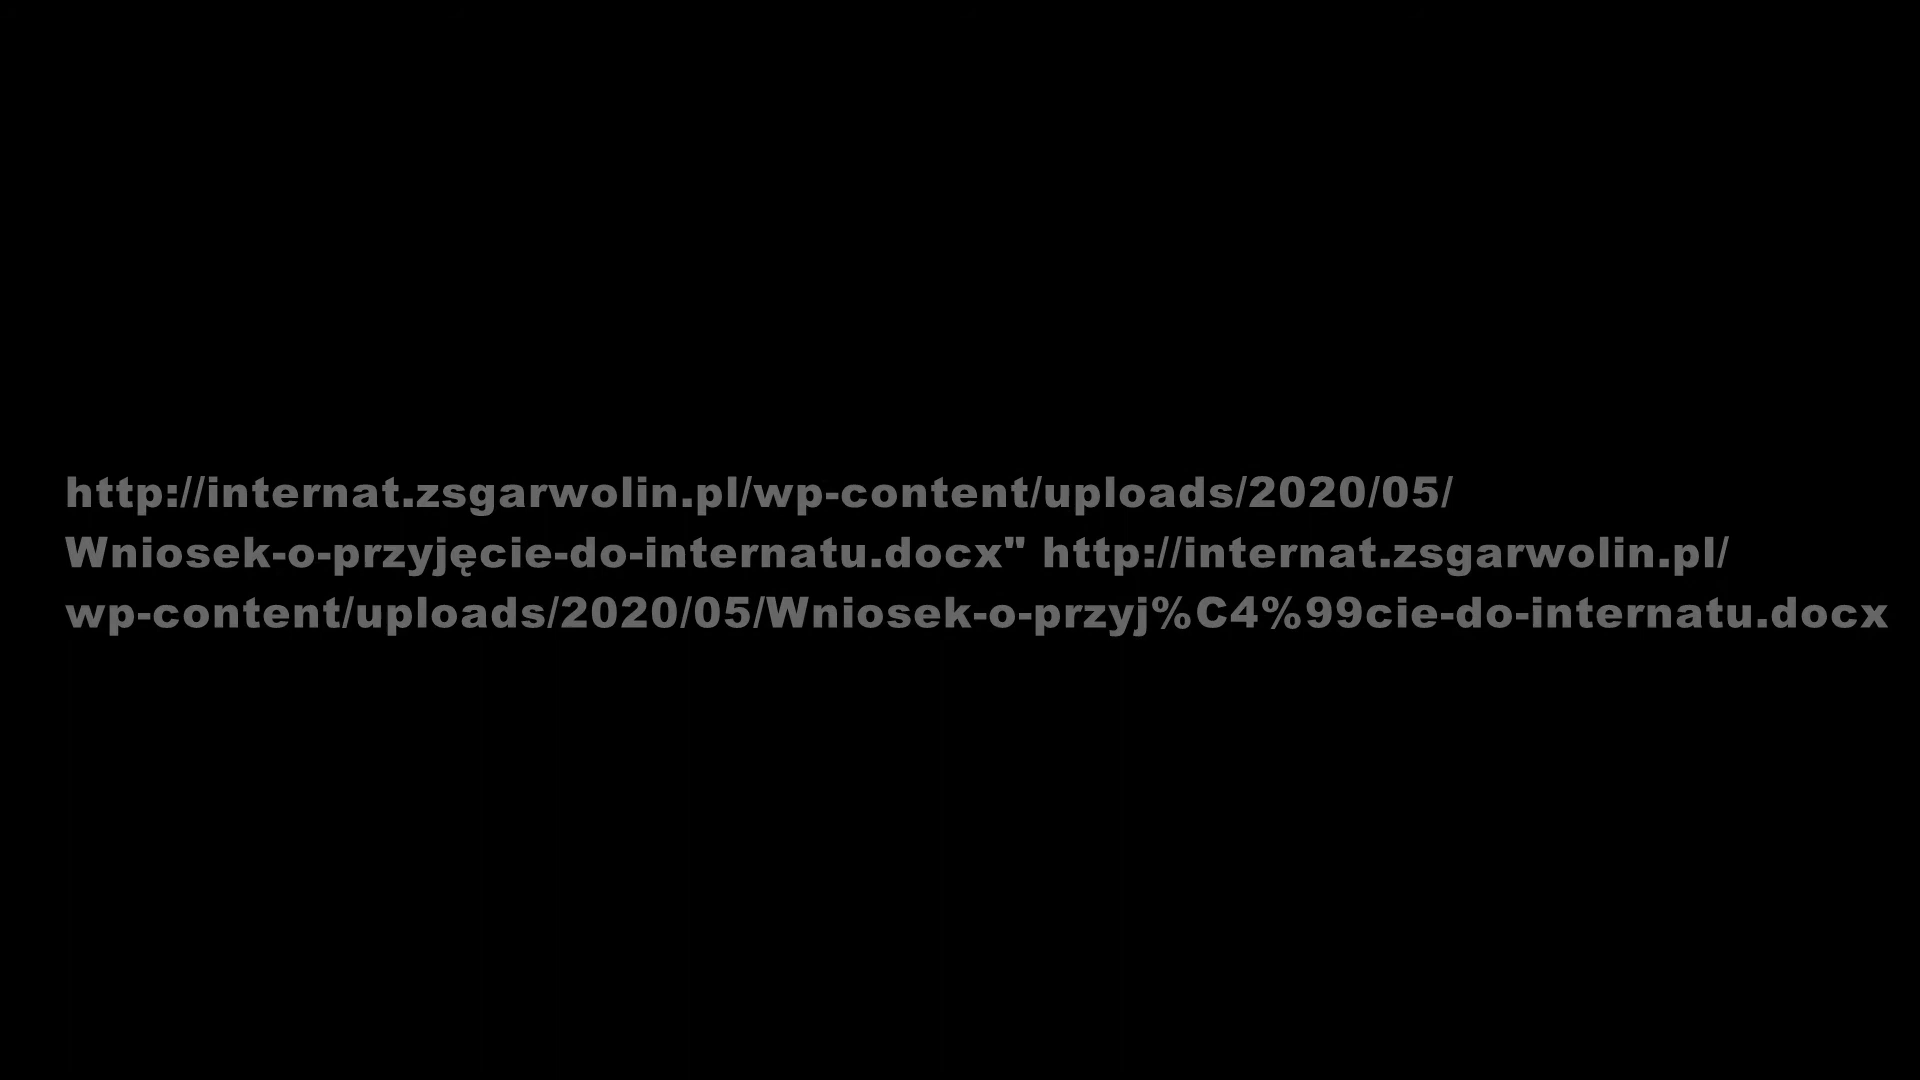 http://internat.zsgarwolin.pl/wp-content/uploads/2020/05/
Wniosek-o-przyjęcie-do-internatu.docx" http://internat.zsgarwolin.pl/
wp-content/uploads/2020/05/Wniosek-o-przyj%C4%99cie-do-internatu.docx